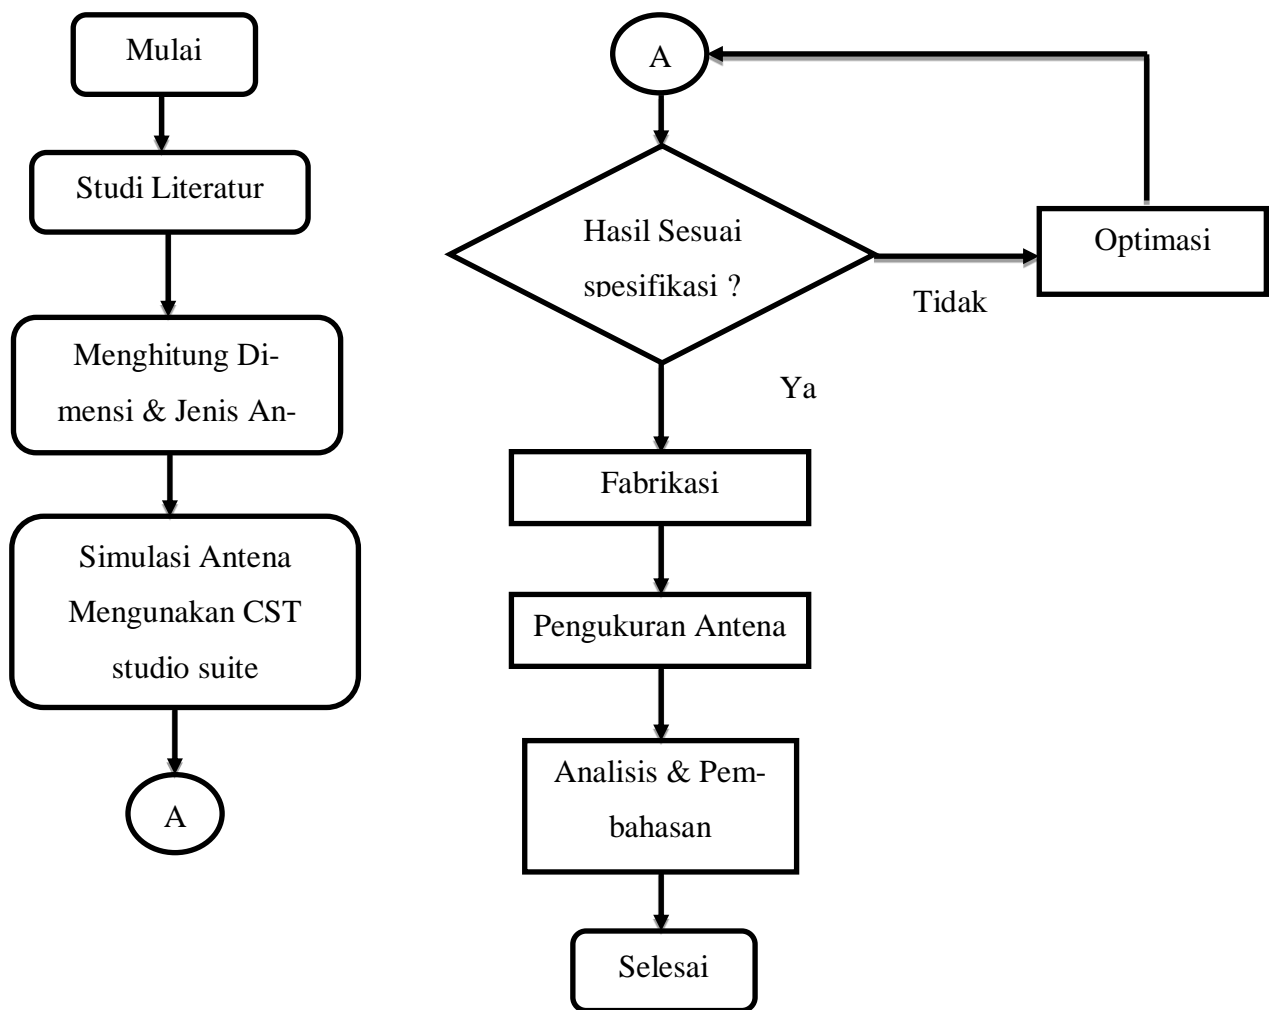 Mulai
Studi Literatur
Menghitung Di-
mensi & Jenis An-
Simulasi Antena
Mengunakan CST
studio suite
A
A
Hasil Sesuai
spesifikasi ?
Tidak
Optimasi
Ya
Fabrikasi
Pengukuran Antena
Analisis & Pem-
bahasan
Selesai